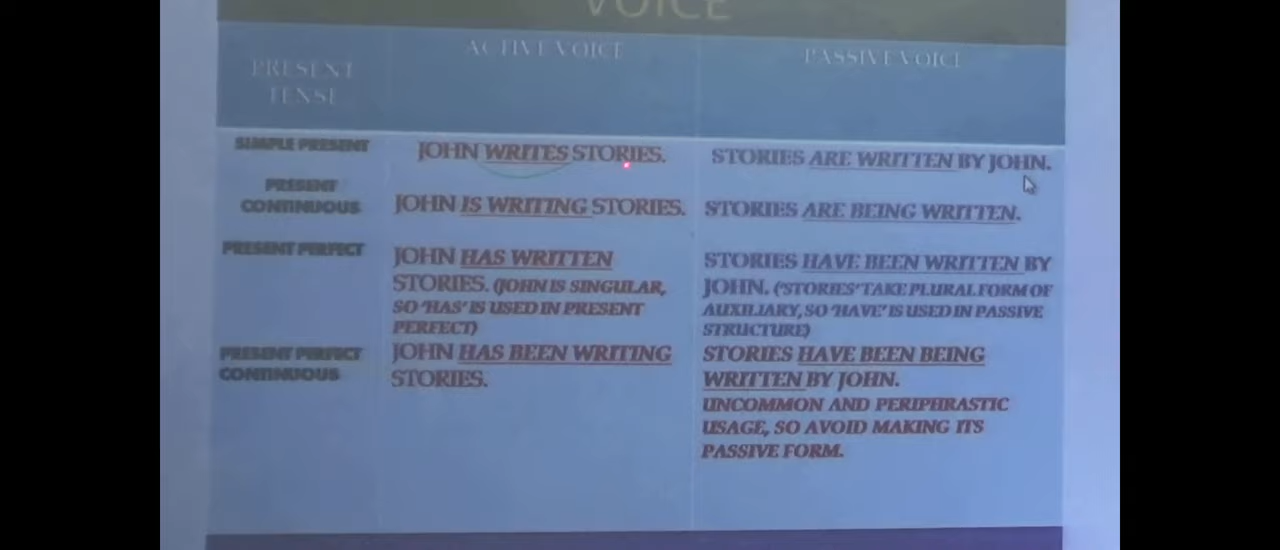 VOICE
PRESENT
TENSE
ACTIVE VOICE
PASSIVE VOICE
SIMPLE PRESENT
JOHN WRITES STORIES.
STORIES ARE WRITTEN BY JOHN.
PRESENT
CONTINUOUS
JOHN IS WRITING STORIES.
STORIES ARE BEING WRITTEN.
PRESENT PERFECT
JOHN HAS WRITTEN
STORIES. (JOHN IS SINGULAR,
SO 'HAS' IS USED IN PRESENT
PERFECT)
STORIES HAVE BEEN WRITTEN BY
JOHN. ('STORIES' TAKE PLURAL FORM OF
AUXILIARY, SO 'HAVE' IS USED IN PASSIVE
STRUCTURE)
PRESENT PERFECT
CONTINUOUS
JOHN HAS BEEN WRITING
STORIES.
STORIES HAVE BEEN BEING
WRITTEN BY JOHN.
UNCOMMON AND PERIPHRASTIC
USAGE, SO AVOID MAKING ITS
PASSIVE FORM.